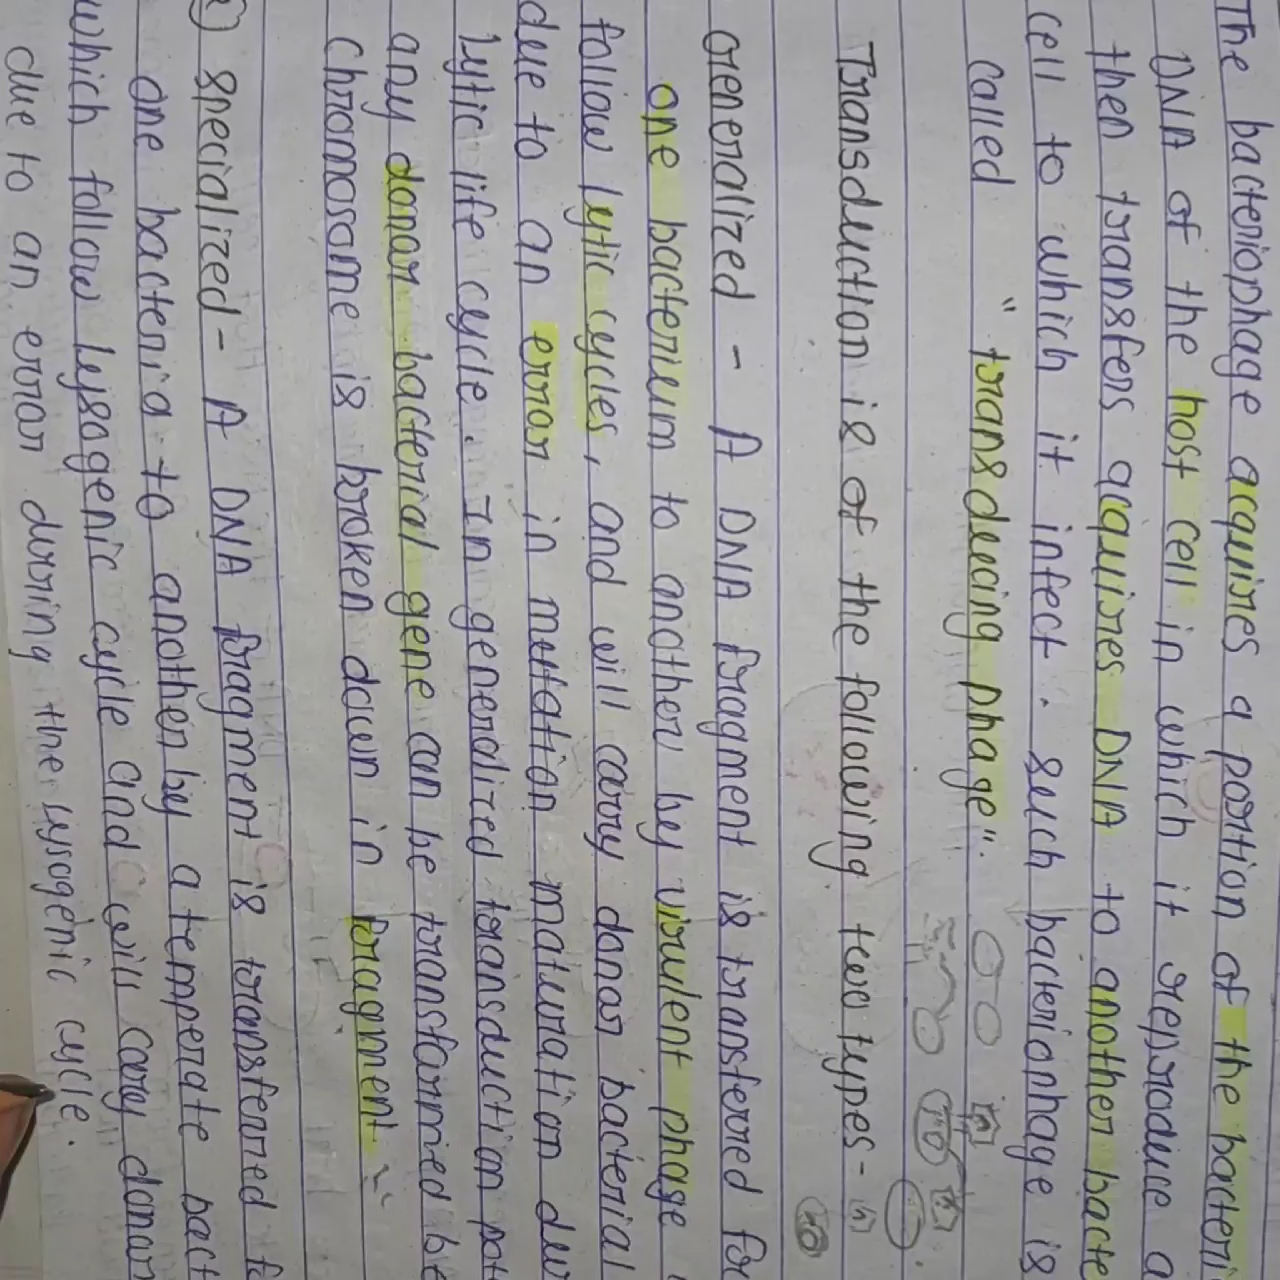 The bacteriophage acquires a portion of the bacteri
DNA of the host cell in which it reproduce a
then transfers acquires DNA to another bacte
cell to which it infect. such bacteriophage is
called "transducing phage".
Transduction is of the following two types-
Generalized - A DNA fragment is transferred fro
one bacterium to another by virulent phage
follow lytic cycles, and will carry donor bacterial
due to an error in mutation maturation dur
lytic life cycle. In generalized transduction pot
any donor bacterial gene can be transformed be
Chromosome is broken down in fragment
specialized - A DNA fragment is transferred f
one bacteria to another by a temperate bact
which follow lysogenic cycle and will carry donor
due to an error during the lysogenic cycle.